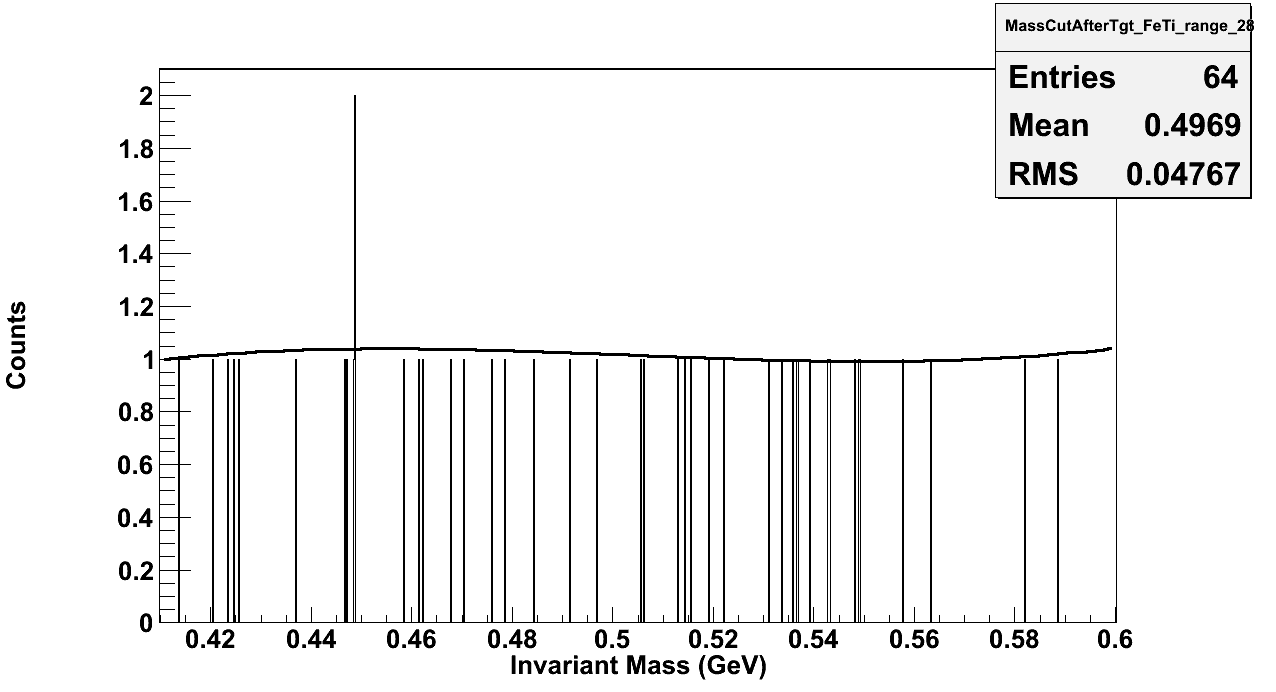 MassCutAfterTgt_FeTi_range_28
Entries 64
Mean 0.4969
RMS 0.04767
2
1.8
1.6
1.4
1.2
1
0.8
0.6
0.4
0.2
0
Counts
0.42 0.44 0.46 0.48 0.5 0.52 0.54 0.56 0.58 0.6
Invariant Mass (GeV)